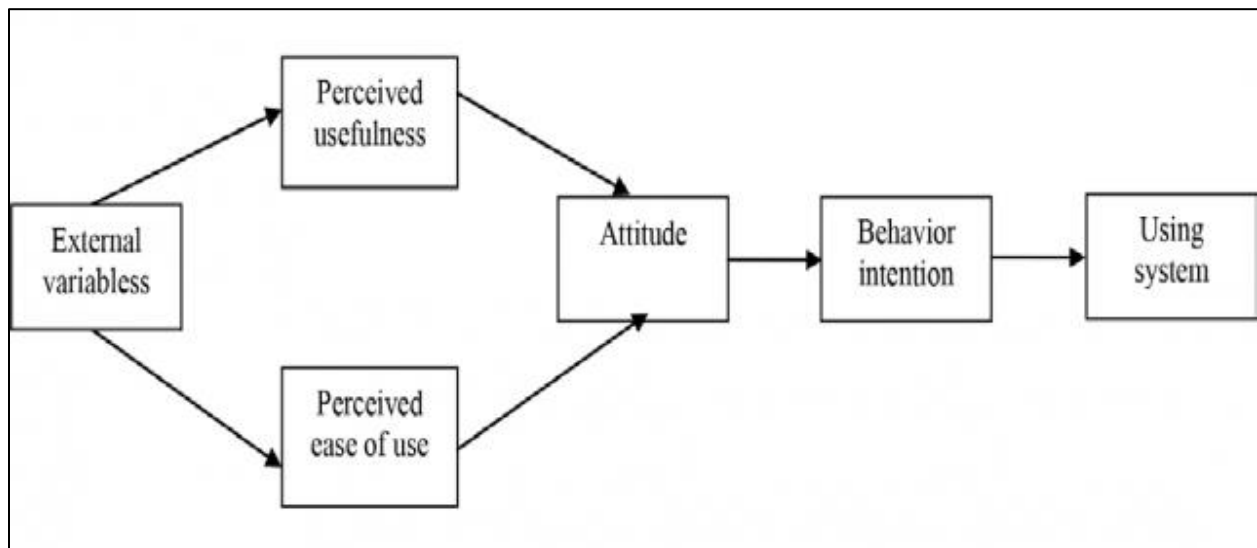 Perceived
usefulness
External
variabless
Attitude
Behavior
intention
Using
system
Perceived
ease of use